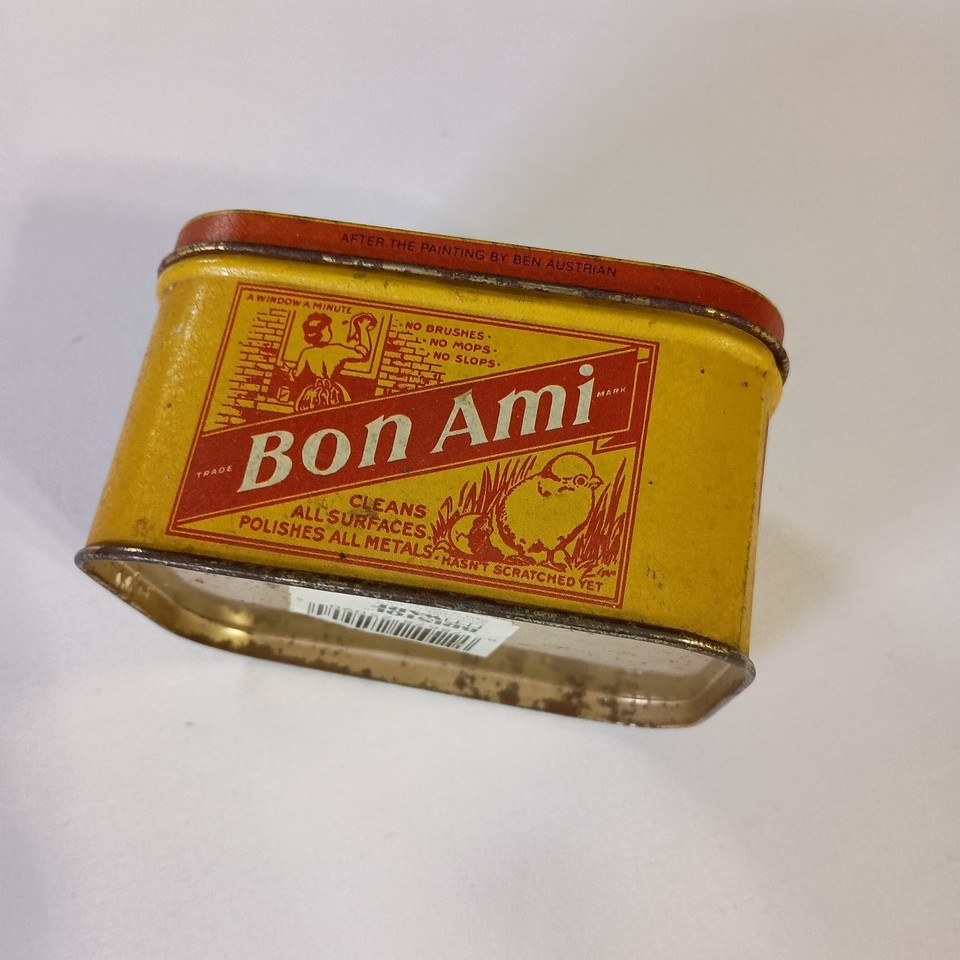 AFTER THE PAINTING BY BEN AUSTRIAN
A WINDOW A MINUTE
· NO BRUSHES ·
· NO MOPS ·
· NO SLOPS ·
TRADE Bon Ami MARK
CLEANS
ALL SURFACES
POLISHES ALL METALS
"HASN'T SCRATCHED YET